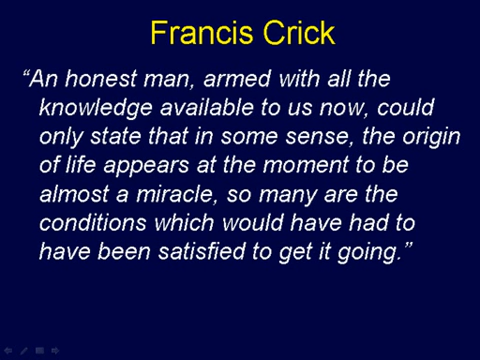 Francis Crick
“An honest man, armed with all the
knowledge available to us now, could
only state that in some sense, the origin
of life appears at the moment to be
almost a miracle, so many are the
conditions which would have had to
have been satisfied to get it going.”